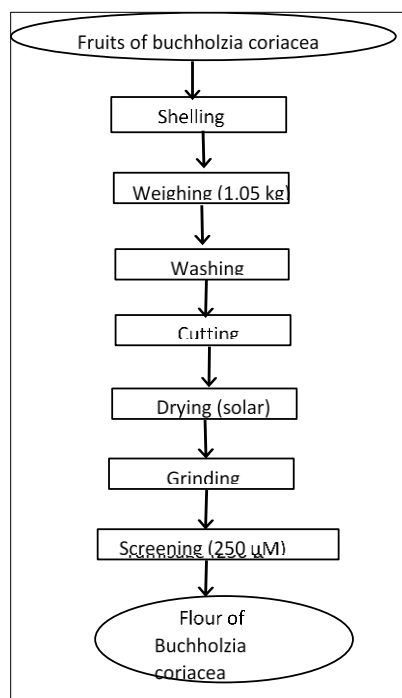 Fruits of buchholzia coriacea
Shelling
Weighing (1.05 kg)
Washing
Cutting
Drying (solar)
Grinding
Screening (250 µM)
Flour of
Buchholzia
coriacea